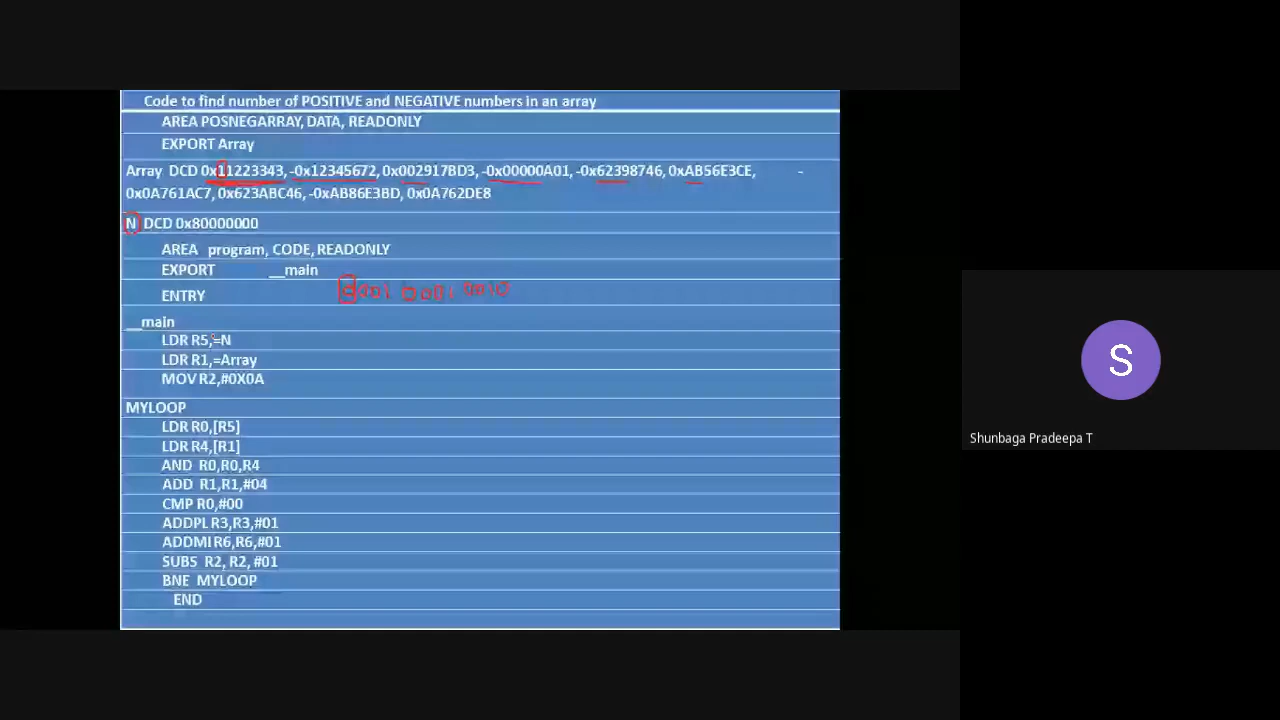 Code to find number of POSITIVE and NEGATIVE numbers in an array
AREA POSNEGARRAY, DATA, READONLY
EXPORT Array
Array DCD 0x11223343, -0x12345672, 0x002917BD3, -0x00000A01, -0x62398746, 0xAB56E3CE, -
0x0A761AC7, 0x623ABC46, -0xAB86E3BD, 0x0A762DE8
N DCD 0x80000000
AREA program, CODE, READONLY
EXPORT __main
ENTRY
__main
LDR R5,=N
LDR R1,=Array
MOV R2,#0X0A
MYLOOP
LDR R0,[R5]
LDR R4,[R1]
AND R0,R0,R4
ADD R1,R1,#04
CMP R0,#00
ADDPL R3,R3,#01
ADDMI R6,R6,#01
SUBS R2, R2, #01
BNE MYLOOP
END
S
Shunbaga Pradeepa T